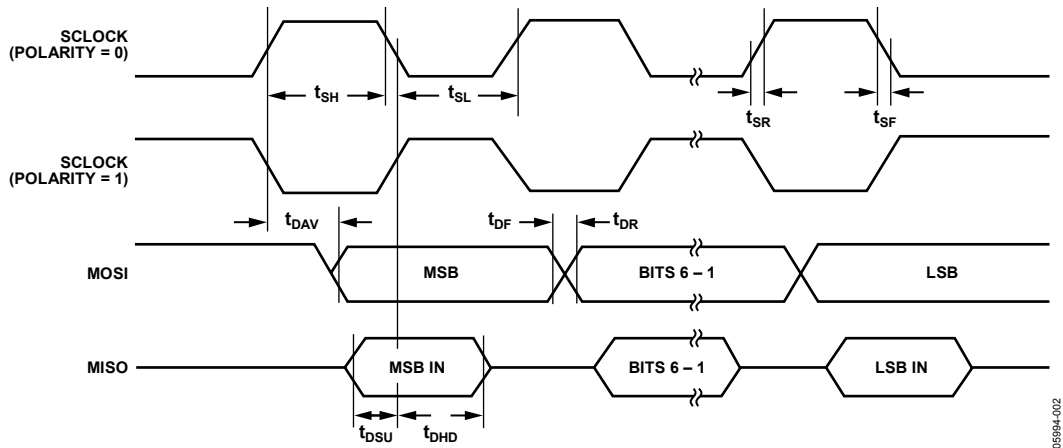 SCLOCK
(POLARITY = 0)
tSH
tSL
tSR
tSF
SCLOCK
(POLARITY = 1)
tDAV
tDF
tDR
MOSI
MSB
BITS 6 – 1
LSB
MISO
MSB IN
BITS 6 – 1
LSB IN
tDSU
tDHD
05994-002